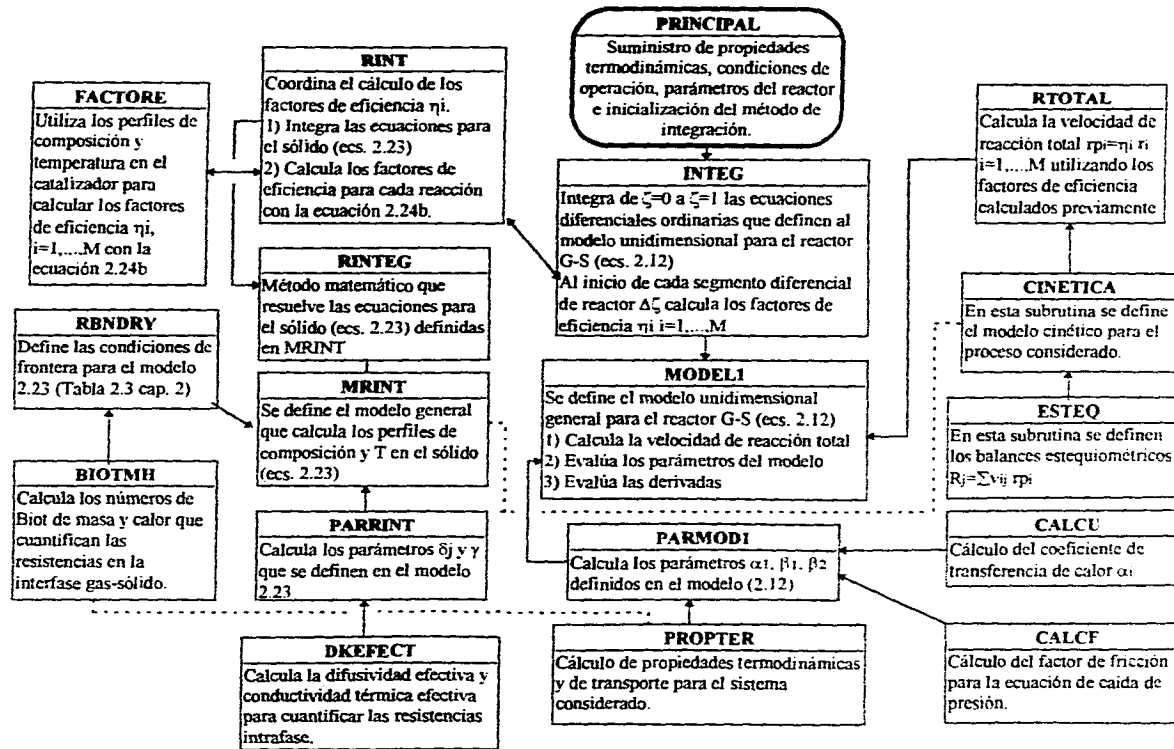 PRINCIPAL
Suministro de propiedades
termodinámicas, condiciones de
operación, parámetros del reactor
e inicialización del método de
integración.
RINT
Coordina el cálculo de los
factores de eficiencia ηi.
1) Integra las ecuaciones para
el sólido (ecs. 2.23)
2) Calcula los factores de
eficiencia para cada reacción
con la ecuación 2.24b.
FACTORE
Utiliza los perfiles de
composición y
temperatura en el
catalizador para
calcular los factores
de eficiencia ηi,
i=1,....M con la
ecuación 2.24b
RTOTAL
Calcula la velocidad de
reacción total rpi=ηi ri
i=1,....M utilizando los
factores de eficiencia
calculados previamente
INTEG
Integra de ζ=0 a ζ=1 las ecuaciones
diferenciales ordinarias que definen al
modelo unidimensional para el reactor
G-S (ecs. 2.12)
Al inicio de cada segmento diferencial
de reactor Δζ calcula los factores de
eficiencia ηi i=1,...,M
RINTEG
Método matemático que
resuelve las ecuaciones para
el sólido (ecs. 2.23) definidas
en MRINT
CINETICA
En esta subrutina se define
el modelo cinético para el
proceso considerado.
RBNDRY
Define las condiciones de
frontera para el modelo
2.23 (Tabla 2.3 cap. 2)
MRINT
Se define el modelo general
que calcula los perfiles de
composición y T en el sólido
(ecs. 2.23)
MODEL1
Se define el modelo unidimensional
general para el reactor G-S (ecs. 2.12)
1) Calcula la velocidad de reacción total
2) Evalúa los parámetros del modelo
3) Evalúa las derivadas
ESTEQ
En esta subrutina se definen
los balances estequiométricos
Rj=∑νij rpi
BIOTMH
Calcula los números de
Biot de masa y calor que
cuantifican las
resistencias en la
interfase gas-sólido.
PARRINT
Calcula los parámetros δj y γ
que se definen en el modelo
2.23
PARMOD1
Calcula los parámetros α1, β1, β2
definidos en el modelo (2.12)
CALCU
Cálculo del coeficiente de
transferencia de calor αi
DKEFECT
Calcula la difusividad efectiva y
conductividad térmica efectiva
para cuantificar las resistencias
intrafase.
PROPTER
Cálculo de propiedades termodinámicas
y de transporte para el sistema
considerado.
CALCF
Cálculo del factor de fricción
para la ecuación de caída de
presión.